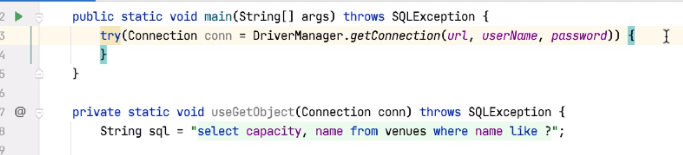 2 public static void main(String[] args) throws SQLException {
3 try(Connection conn = DriverManager.getConnection(url, userName, password)) {
4 }
5 }
7 @ private static void useGetObject(Connection conn) throws SQLException {
8 String sql = "select capacity, name from venues where name like ?";
9